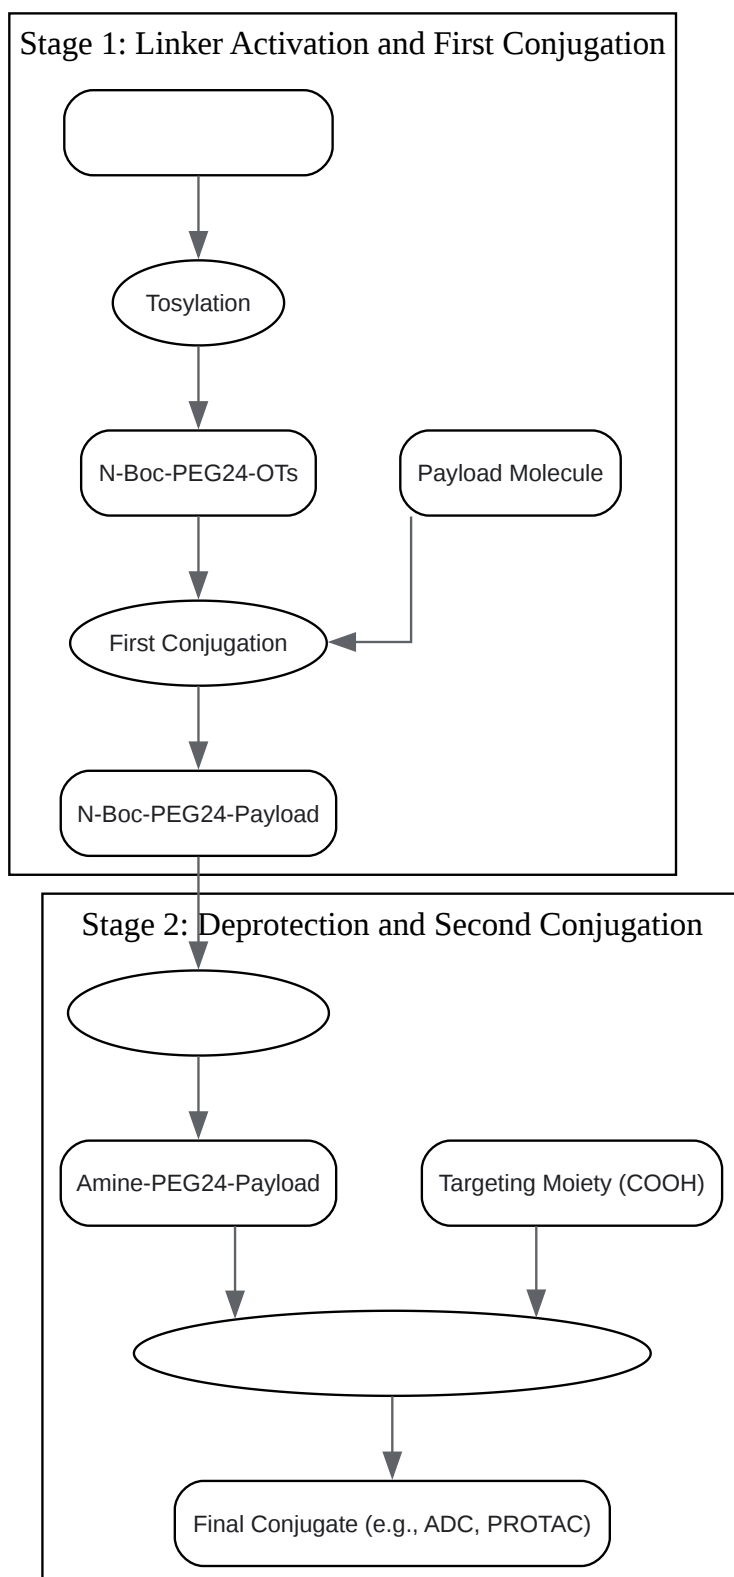 Stage 1: Linker Activation and First Conjugation
Tosylation
N-Boc-PEG24-OTs
Payload Molecule
First Conjugation
N-Boc-PEG24-Payload
Stage 2: Deprotection and Second Conjugation
Amine-PEG24-Payload
Targeting Moiety (COOH)
Final Conjugate (e.g., ADC, PROTAC)